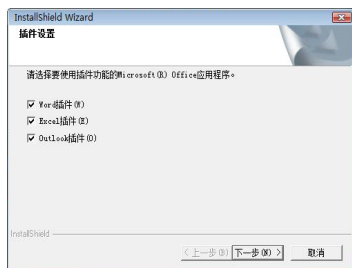 InstallShield Wizard
插件设置
请选择要使用插件功能的Microsoft(R) Office应用程序。
Word插件(W)
Excel插件(E)
Outlook插件(O)
InstallShield
< 上一步(B) 下一步(N) > 取消